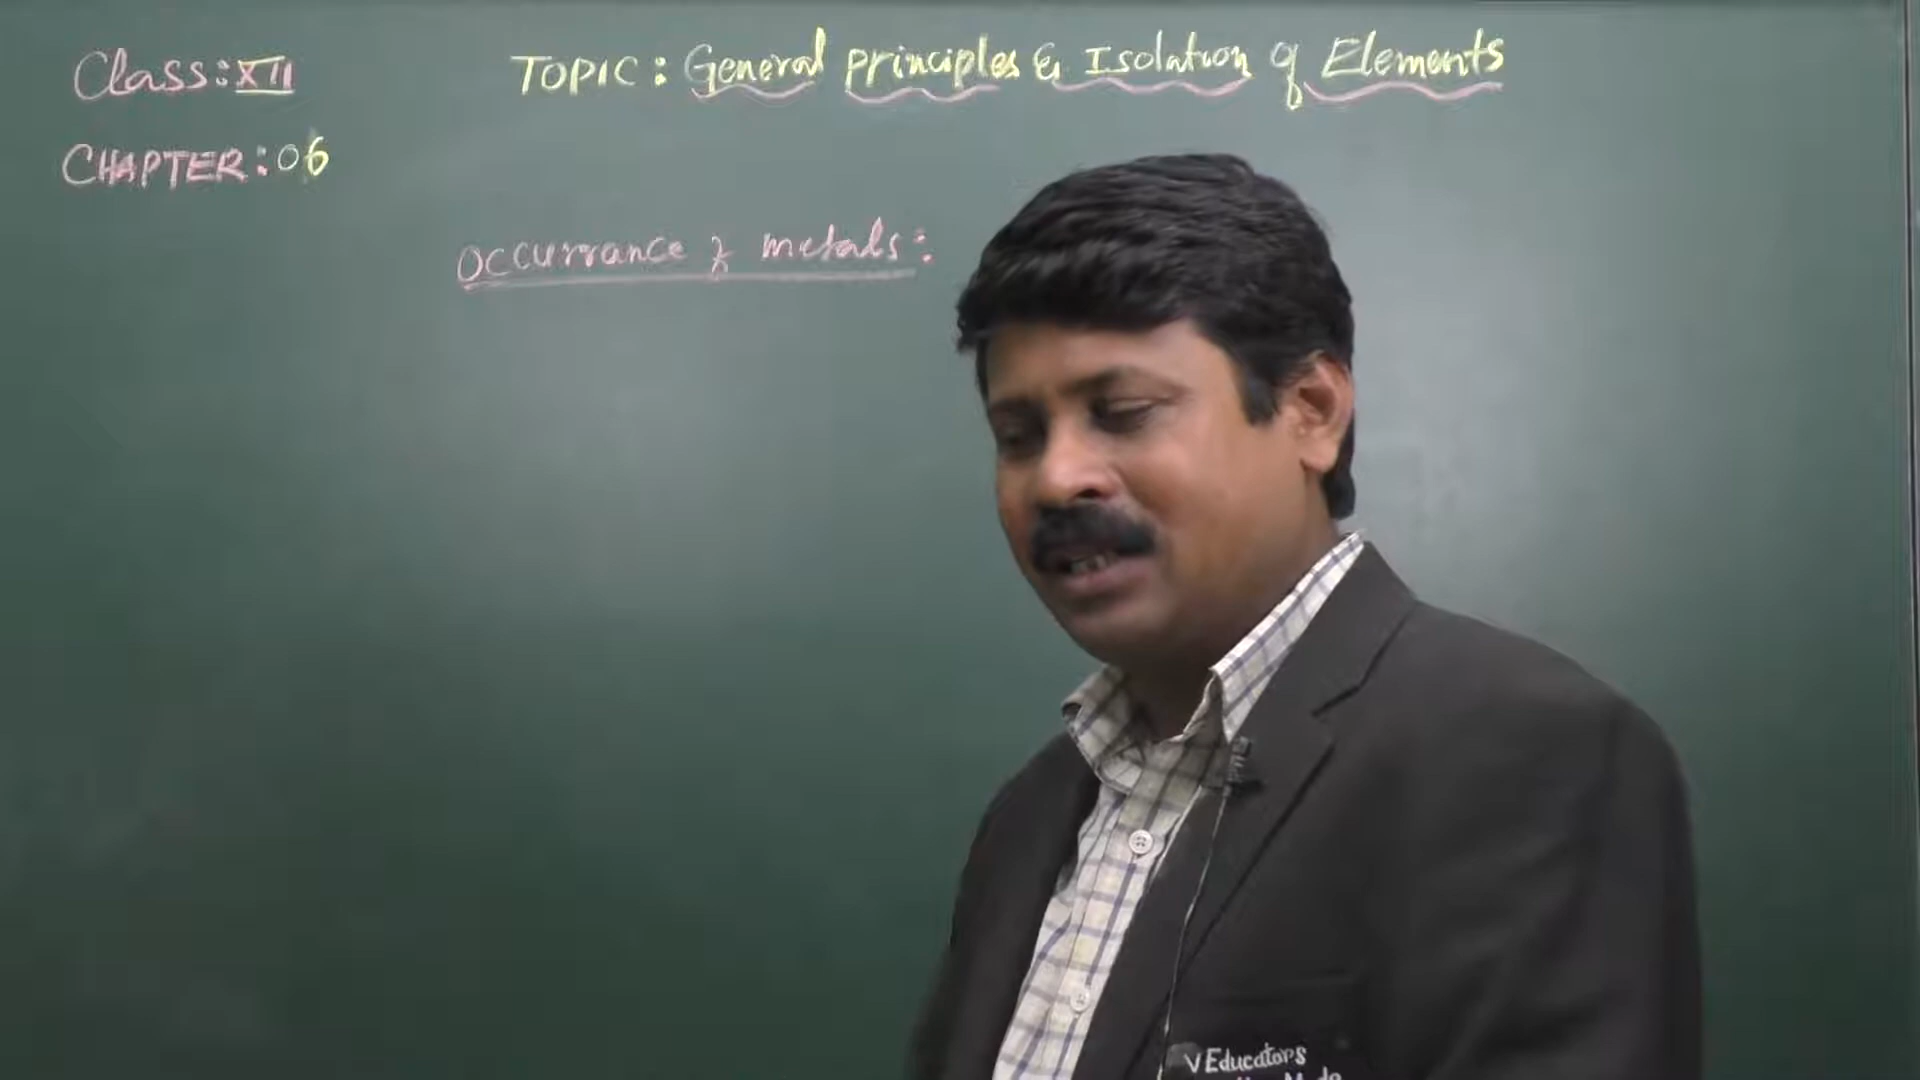 Class: XII
TOPIC: General principles & Isolation of Elements
CHAPTER: 06
Occurrance of metals:
V Educators